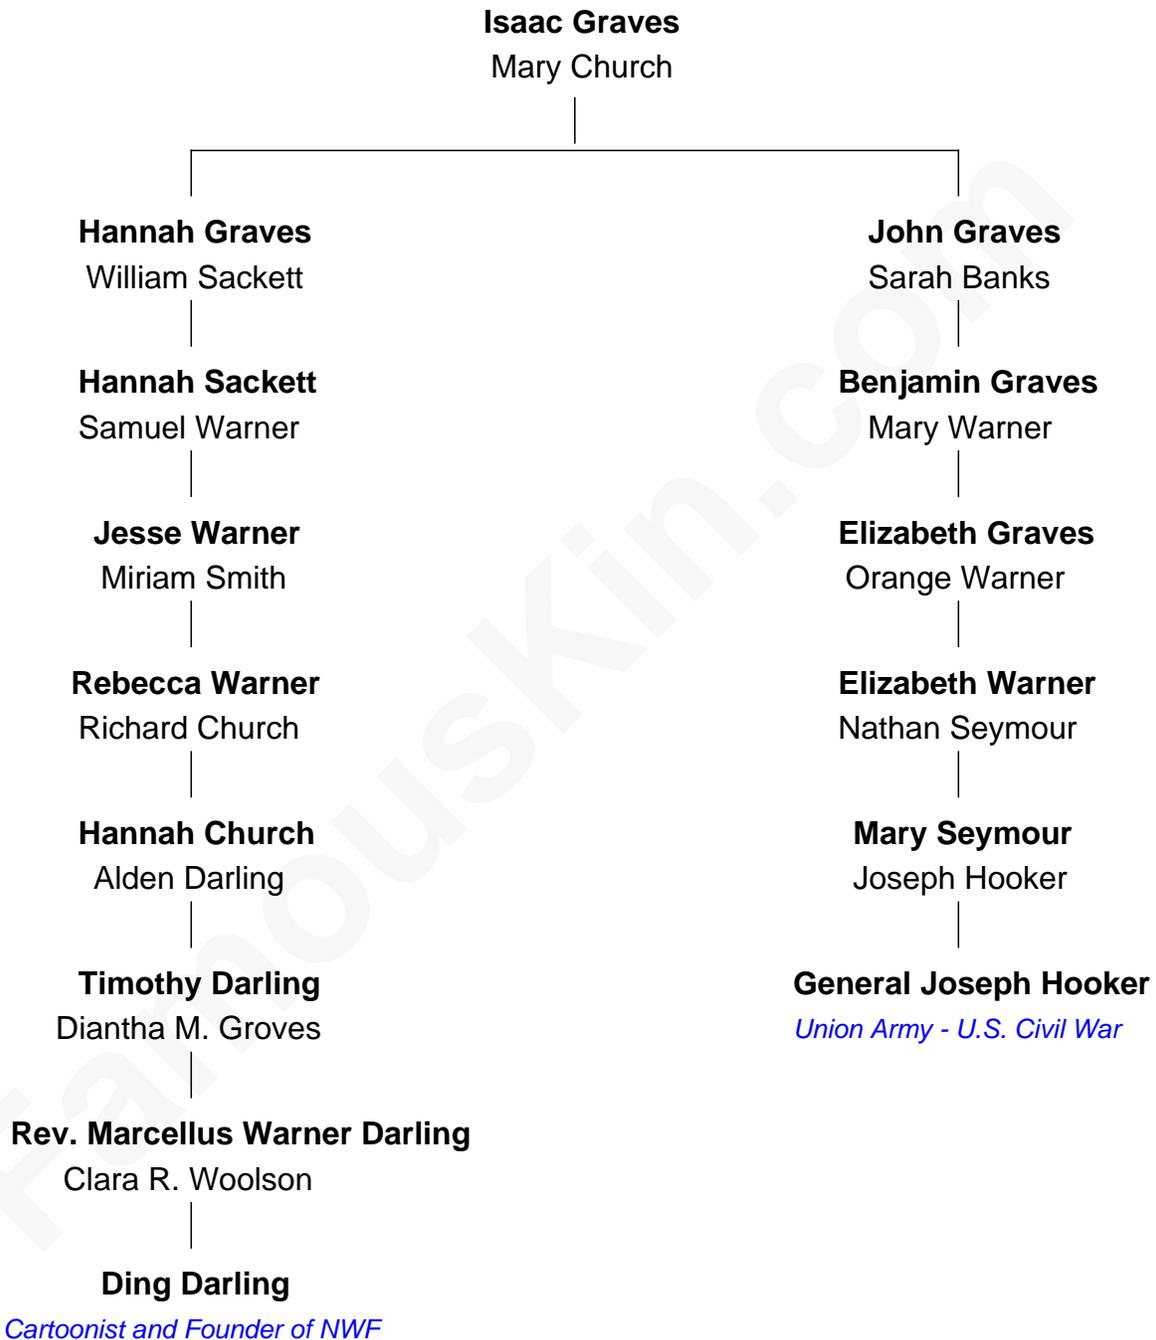 Isaac Graves
Mary Church
Hannah Graves
William Sackett
John Graves
Sarah Banks
Hannah Sackett
Samuel Warner
Benjamin Graves
Mary Warner
Jesse Warner
Miriam Smith
Elizabeth Graves
Orange Warner
Rebecca Warner
Richard Church
Elizabeth Warner
Nathan Seymour
Hannah Church
Alden Darling
Mary Seymour
Joseph Hooker
Timothy Darling
Diantha M. Groves
General Joseph Hooker
Union Army - U.S. Civil War
Rev. Marcellus Warner Darling
Clara R. Woolson
Ding Darling
Cartoonist and Founder of NWF
FamousKin.com